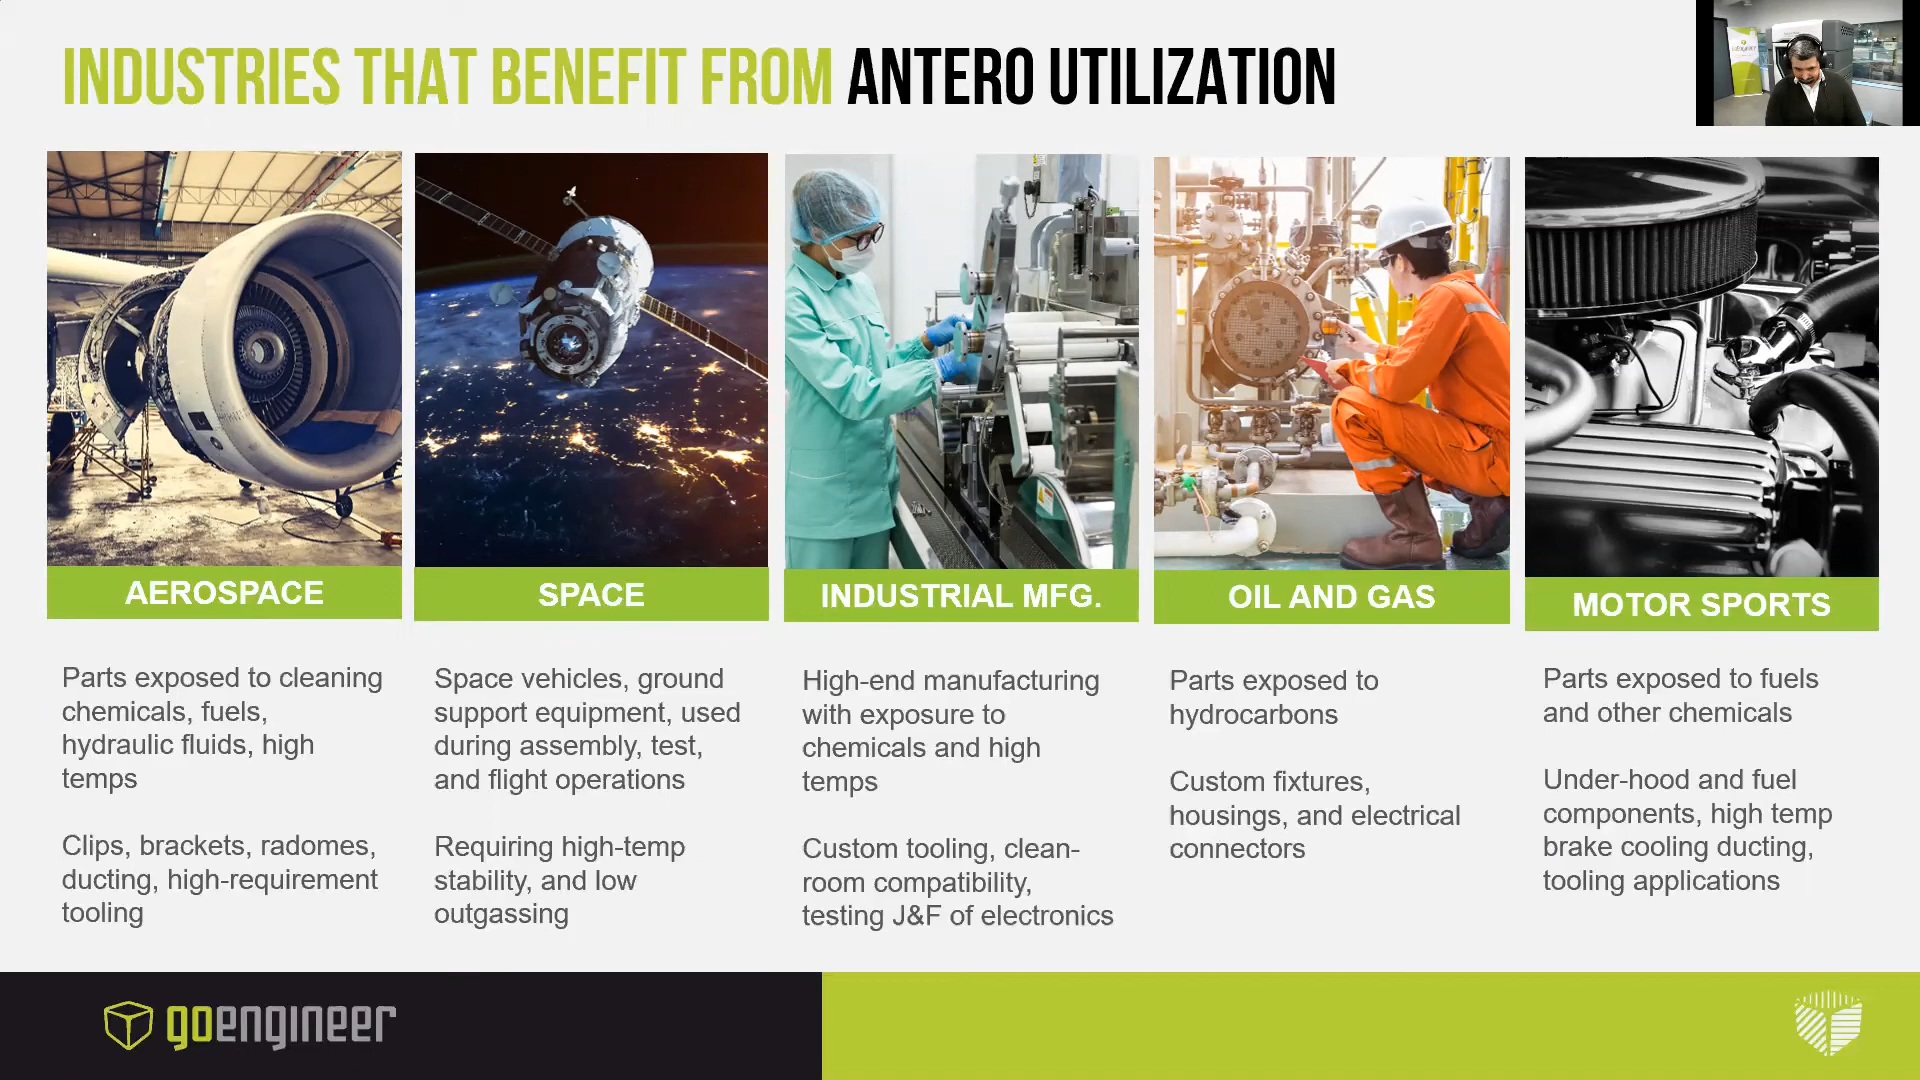 INDUSTRIES THAT BENEFIT FROM ANTERO UTILIZATION
AEROSPACE
Parts exposed to cleaning
chemicals, fuels,
hydraulic fluids, high
temps
Clips, brackets, radomes,
ducting, high-requirement
tooling
SPACE
Space vehicles, ground
support equipment, used
during assembly, test,
and flight operations
Requiring high-temp
stability, and low
outgassing
INDUSTRIAL MFG.
High-end manufacturing
with exposure to
chemicals and high
temps
Custom tooling, clean-
room compatibility,
testing J&F of electronics
OIL AND GAS
Parts exposed to
hydrocarbons
Custom fixtures,
housings, and electrical
connectors
MOTOR SPORTS
Parts exposed to fuels
and other chemicals
Under-hood and fuel
components, high temp
brake cooling ducting,
tooling applications
goengineer